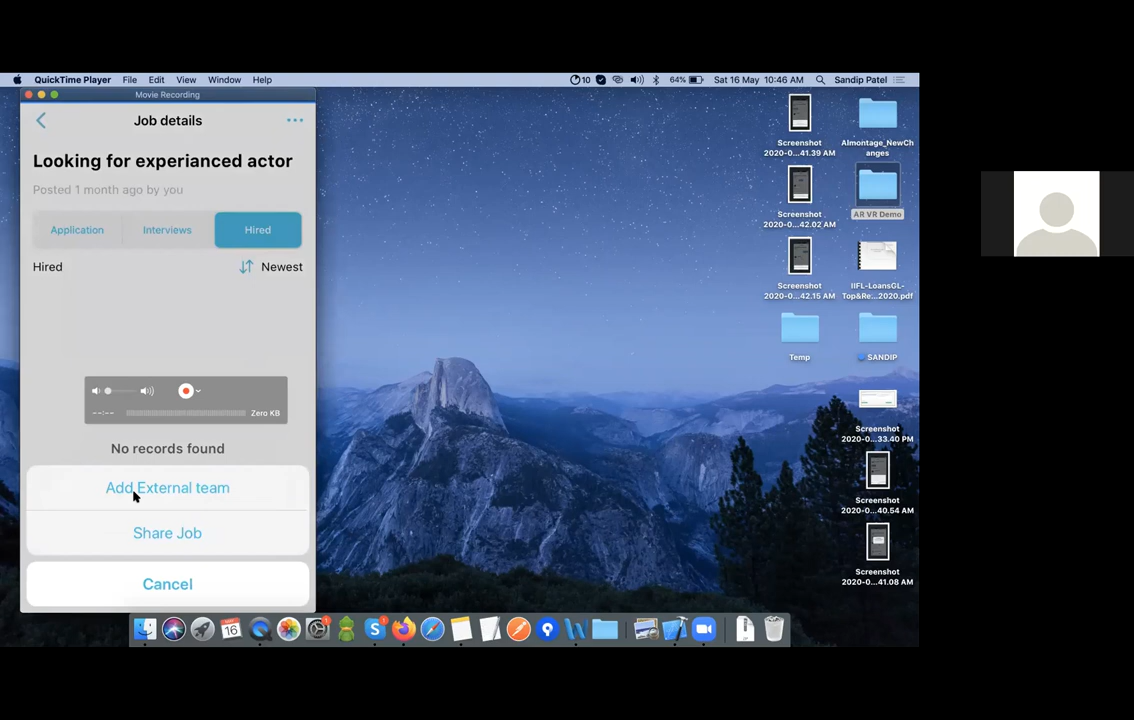 QuickTime Player File Edit View Window Help
10 64% Sat 16 May 10:46 AM Sandip Patel
Movie Recording
Job details
Looking for experianced actor
Posted 1 month ago by you
Application Interviews Hired
Hired Newest
--:-- Zero KB
No records found
Add External team
Share Job
Cancel
Screenshot
2020-0...41.39 AM
AImontage_NewCh
anges
Screenshot
2020-0...42.02 AM
AR VR Demo
Screenshot
2020-0...42.15 AM
IIFL-LoansGL-
Top&Re...2020.pdf
Temp
SANDIP
Screenshot
2020-0...33.40 PM
Screenshot
2020-0...40.54 AM
Screenshot
2020-0...41.08 AM
16